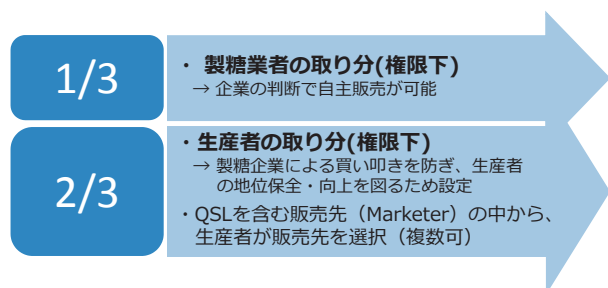 1/3
・ 製糖業者の取り分(権限下)
→ 企業の判断で自主販売が可能
2/3
・生産者の取り分(権限下)
→ 製糖企業による買い叩きを防ぎ、生産者
の地位保全・向上を図るため設定
・QSLを含む販売先（Marketer）の中から、
生産者が販売先を選択（複数可）